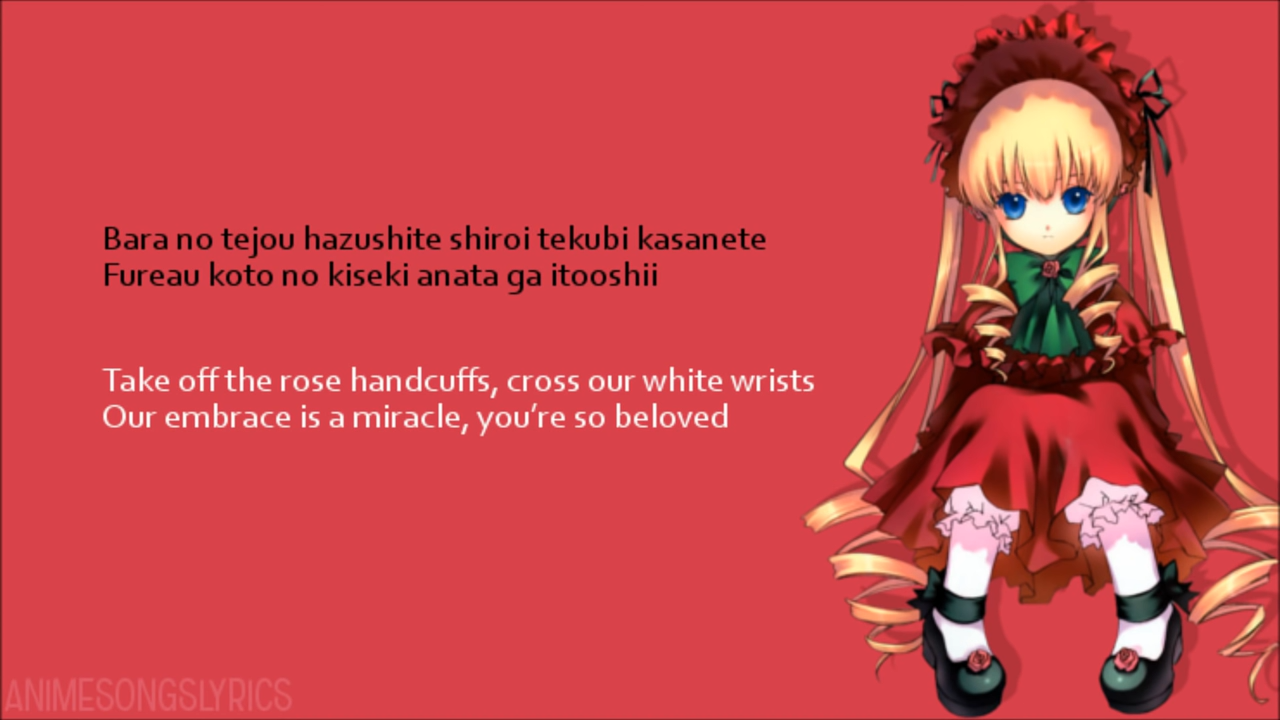 Bara no tejou hazushite shiroi tekubi kasanete
Fureau koto no kiseki anata ga itooshii
Take off the rose handcuffs, cross our white wrists
Our embrace is a miracle, you're so beloved
ANIMESONGSLYRICS